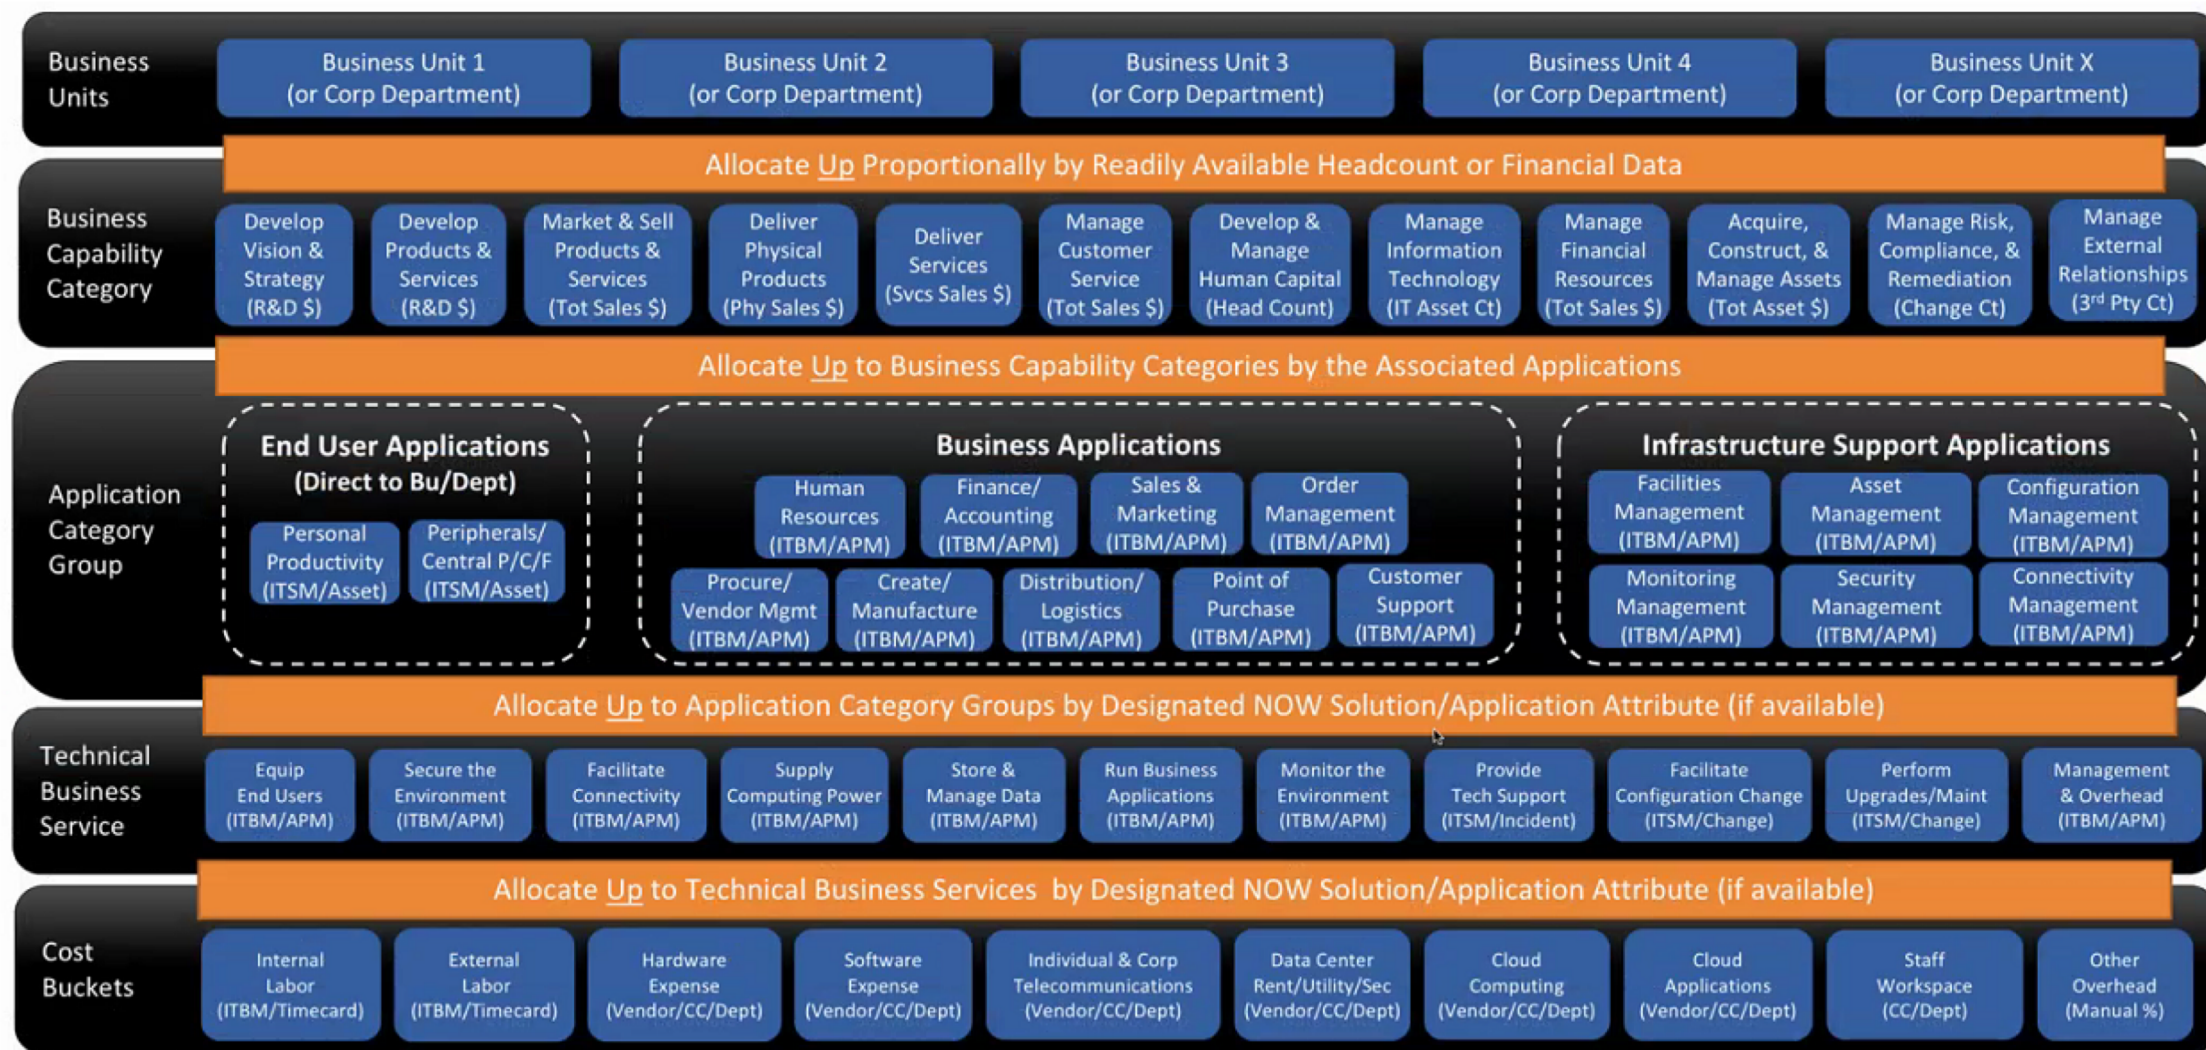 Business
Units
Business Unit 1
(or Corp Department)
Business Unit 2
(or Corp Department)
Business Unit 3
(or Corp Department)
Business Unit 4
(or Corp Department)
Business Unit X
(or Corp Department)
Allocate Up Proportionally by Readily Available Headcount or Financial Data
Business
Capability
Category
Develop
Vision &
Strategy
(R&D $)
Develop
Products &
Services
(R&D $)
Market & Sell
Products &
Services
(Tot Sales $)
Deliver
Physical
Products
(Phy Sales $)
Deliver
Services
(Svcs Sales $)
Manage
Customer
Service
(Tot Sales $)
Develop &
Manage
Human Capital
(Head Count)
Manage
Information
Technology
(IT Asset Ct)
Manage
Financial
Resources
(Tot Sales $)
Acquire,
Construct, &
Manage Assets
(Tot Asset $)
Manage Risk,
Compliance, &
Remediation
(Change Ct)
Manage
External
Relationships
(3rd Pty Ct)
Allocate Up to Business Capability Categories by the Associated Applications
Application
Category
Group
End User Applications
(Direct to Bu/Dept)
Personal
Productivity
(ITSM/Asset)
Peripherals/
Central P/C/F
(ITSM/Asset)
Business Applications
Human
Resources
(ITBM/APM)
Finance/
Accounting
(ITBM/APM)
Sales &
Marketing
(ITBM/APM)
Order
Management
(ITBM/APM)
Procure/
Vendor Mgmt
(ITBM/APM)
Create/
Manufacture
(ITBM/APM)
Distribution/
Logistics
(ITBM/APM)
Point of
Purchase
(ITBM/APM)
Customer
Support
(ITBM/APM)
Infrastructure Support Applications
Facilities
Management
(ITBM/APM)
Asset
Management
(ITBM/APM)
Configuration
Management
(ITBM/APM)
Monitoring
Management
(ITBM/APM)
Security
Management
(ITBM/APM)
Connectivity
Management
(ITBM/APM)
Allocate Up to Application Category Groups by Designated NOW Solution/Application Attribute (if available)
Technical
Business
Service
Equip
End Users
(ITBM/APM)
Secure the
Environment
(ITBM/APM)
Facilitate
Connectivity
(ITBM/APM)
Supply
Computing Power
(ITBM/APM)
Store &
Manage Data
(ITBM/APM)
Run Business
Applications
(ITBM/APM)
Monitor the
Environment
(ITBM/APM)
Provide
Tech Support
(ITSM/Incident)
Facilitate
Configuration Change
(ITSM/Change)
Perform
Upgrades/Maint
(ITSM/Change)
Management
& Overhead
(ITBM/APM)
Allocate Up to Technical Business Services by Designated NOW Solution/Application Attribute (if available)
Cost
Buckets
Internal
Labor
(ITBM/Timecard)
External
Labor
(ITBM/Timecard)
Hardware
Expense
(Vendor/CC/Dept)
Software
Expense
(Vendor/CC/Dept)
Individual & Corp
Telecommunications
(Vendor/CC/Dept)
Data Center
Rent/Utility/Sec
(Vendor/CC/Dept)
Cloud
Computing
(Vendor/CC/Dept)
Cloud
Applications
(Vendor/CC/Dept)
Staff
Workspace
(CC/Dept)
Other
Overhead
(Manual %)